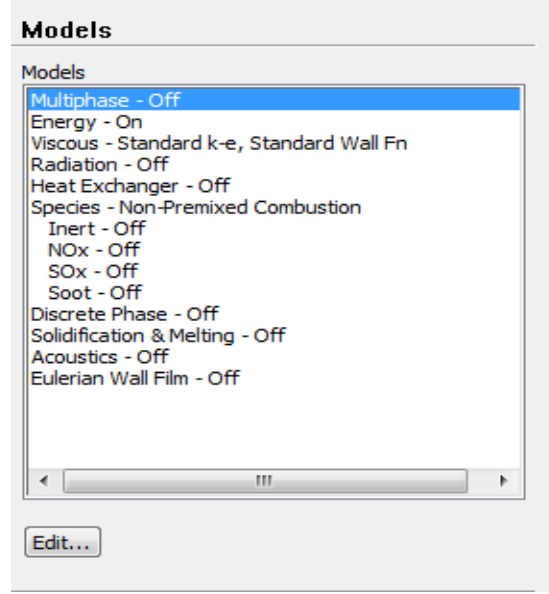 Models
Models
Multiphase - Off
Energy - On
Viscous - Standard k-e, Standard Wall Fn
Radiation - Off
Heat Exchanger - Off
Species - Non-Premixed Combustion
Inert - Off
NOx - Off
SOx - Off
Soot - Off
Discrete Phase - Off
Solidification & Melting - Off
Acoustics - Off
Eulerian Wall Film - Off
Edit...